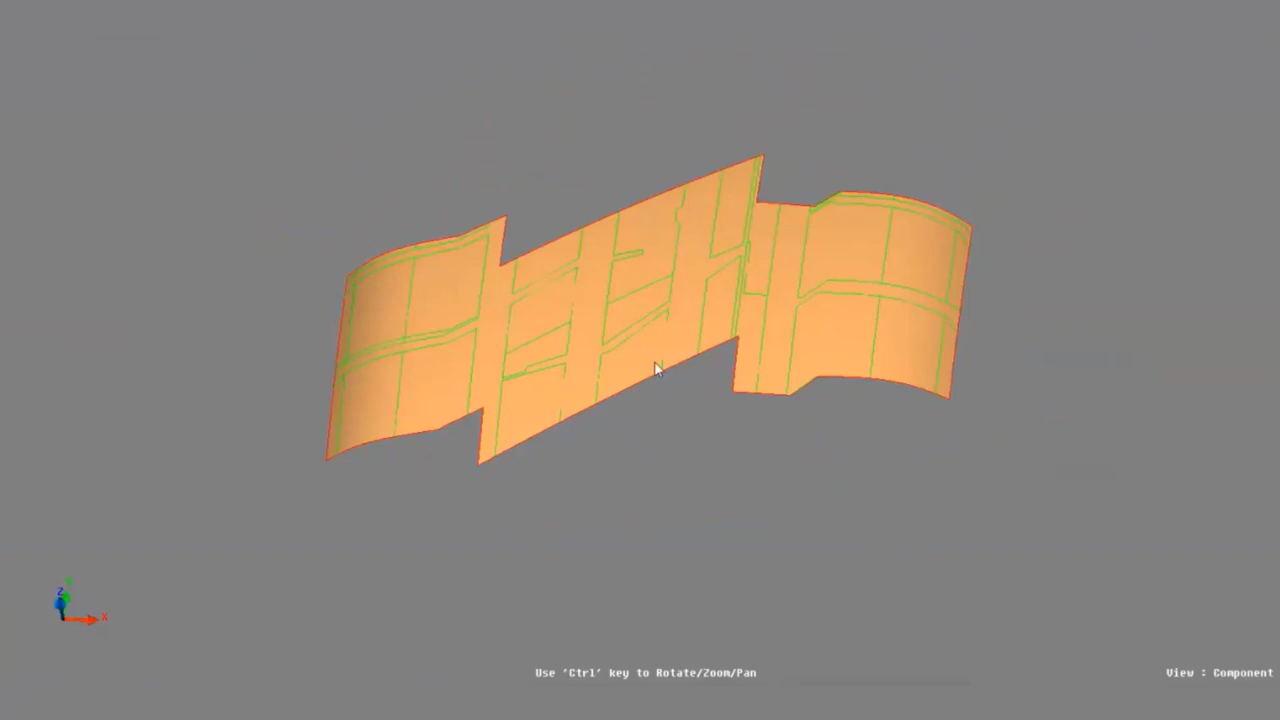 Z
X
Use 'Ctrl' key to Rotate/Zoom/Pan
View : Component